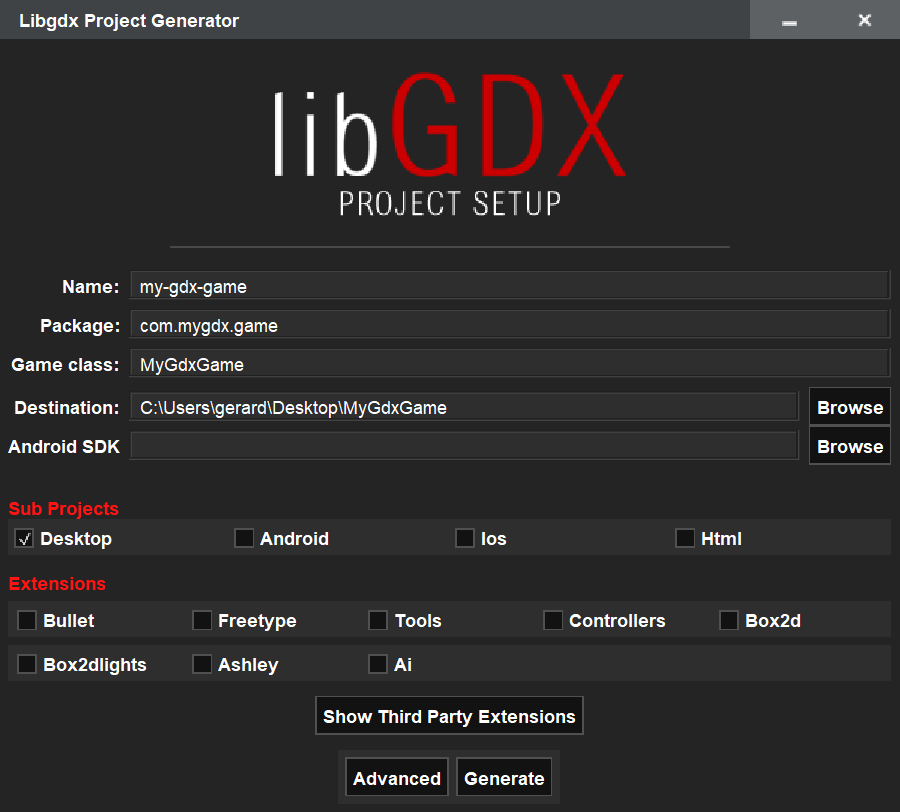 Libgdx Project Generator
libGDX
PROJECT SETUP
Name: my-gdx-game
Package: com.mygdx.game
Game class: MyGdxGame
Destination: C:\Users\gerard\Desktop\MyGdxGame Browse
Android SDK Browse
Sub Projects
Desktop Android Ios Html
Extensions
Bullet Freetype Tools Controllers Box2d
Box2dlights Ashley Ai
Show Third Party Extensions
Advanced Generate